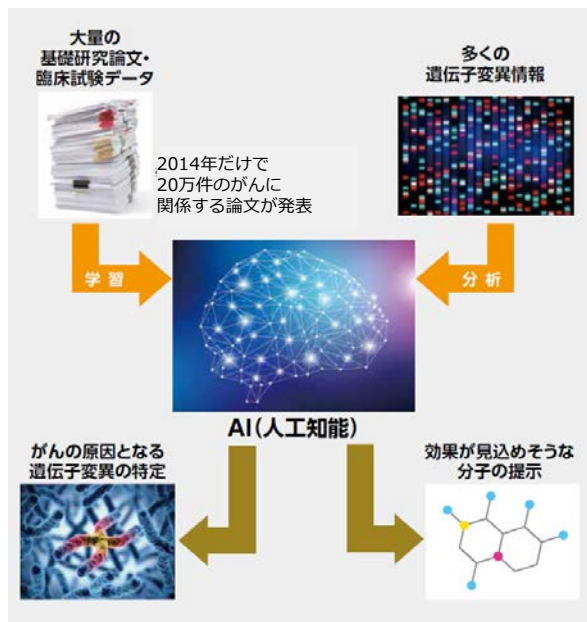 大量の
基礎研究論文・
臨床試験データ
多くの
遺伝子変異情報
2014年だけで
20万件のがんに
関係する論文が発表
学習
分析
AI(人工知能)
がんの原因となる
遺伝子変異の特定
効果が見込めそうな
分子の提示